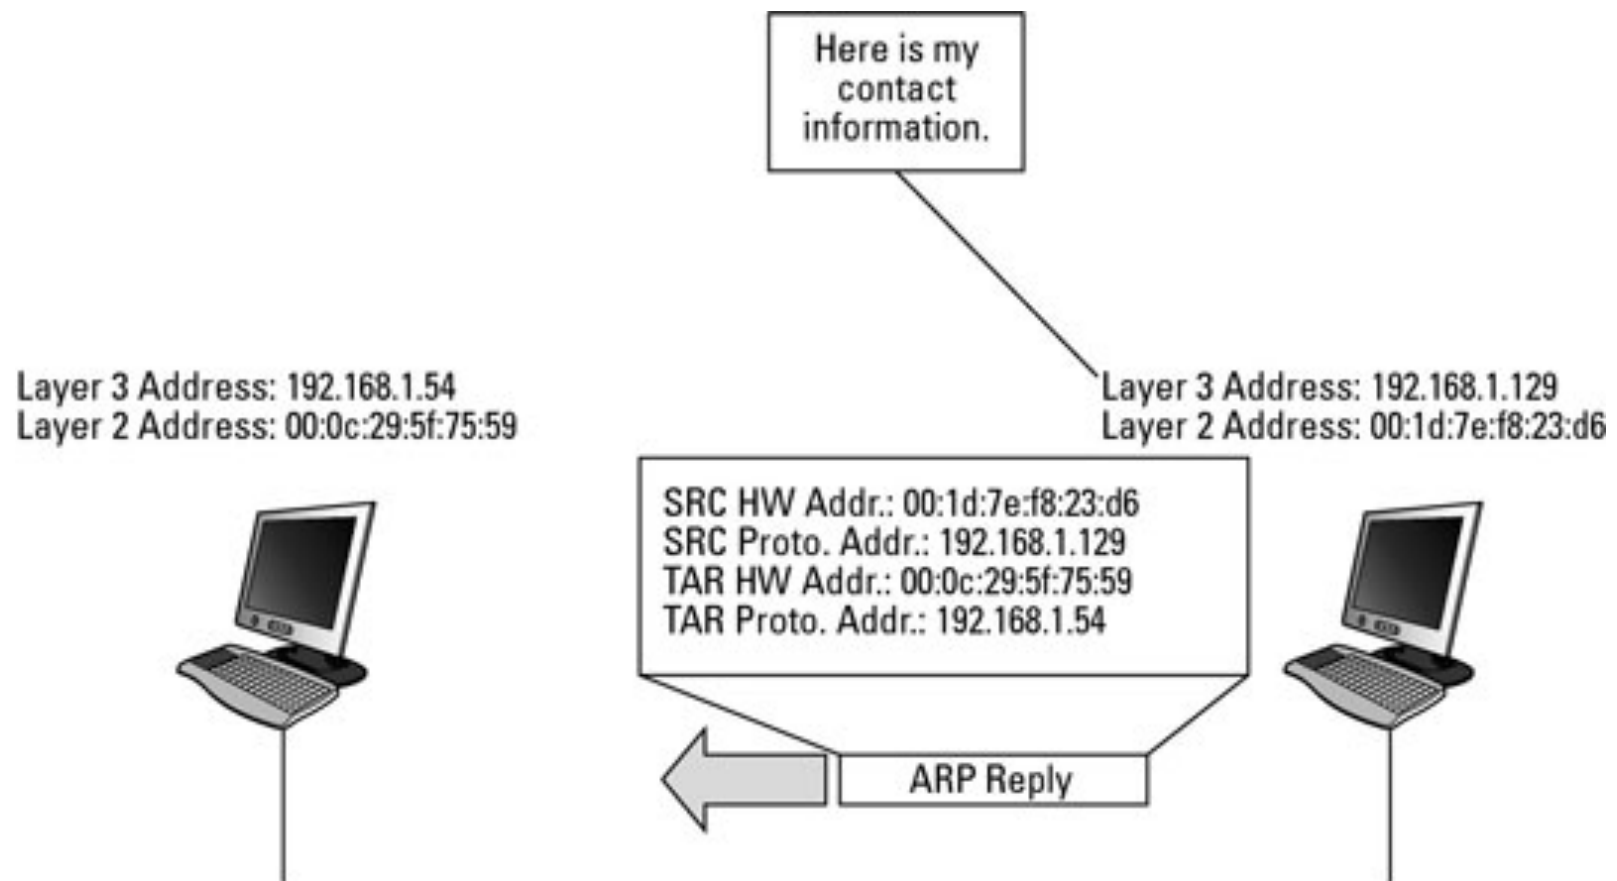 Here is my
contact
information.
Layer 3 Address: 192.168.1.54
Layer 2 Address: 00:0c:29:5f:75:59
Layer 3 Address: 192.168.1.129
Layer 2 Address: 00:1d:7e:f8:23:d6
SRC HW Addr.: 00:1d:7e:f8:23:d6
SRC Proto. Addr.: 192.168.1.129
TAR HW Addr.: 00:0c:29:5f:75:59
TAR Proto. Addr.: 192.168.1.54
ARP Reply